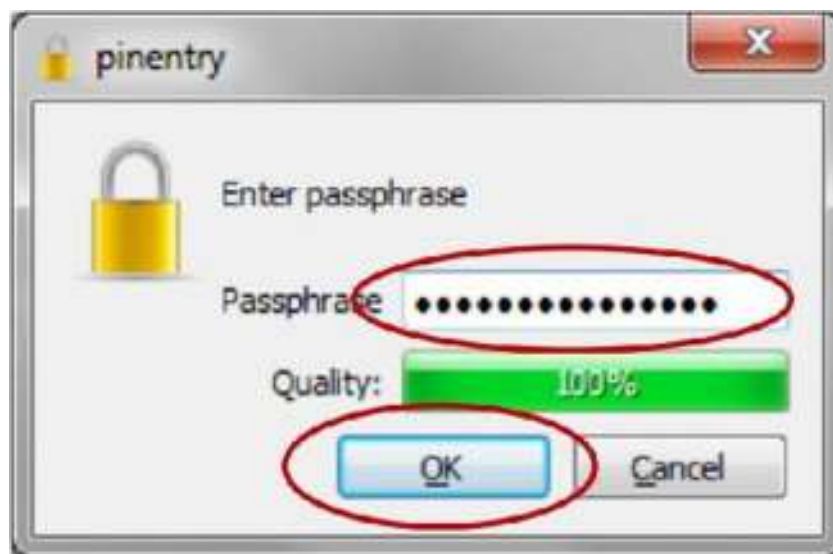 pinentry
Enter passphrase
Passphrase ●●●●●●●●●●●●●●●
Quality: 100%
OK Cancel